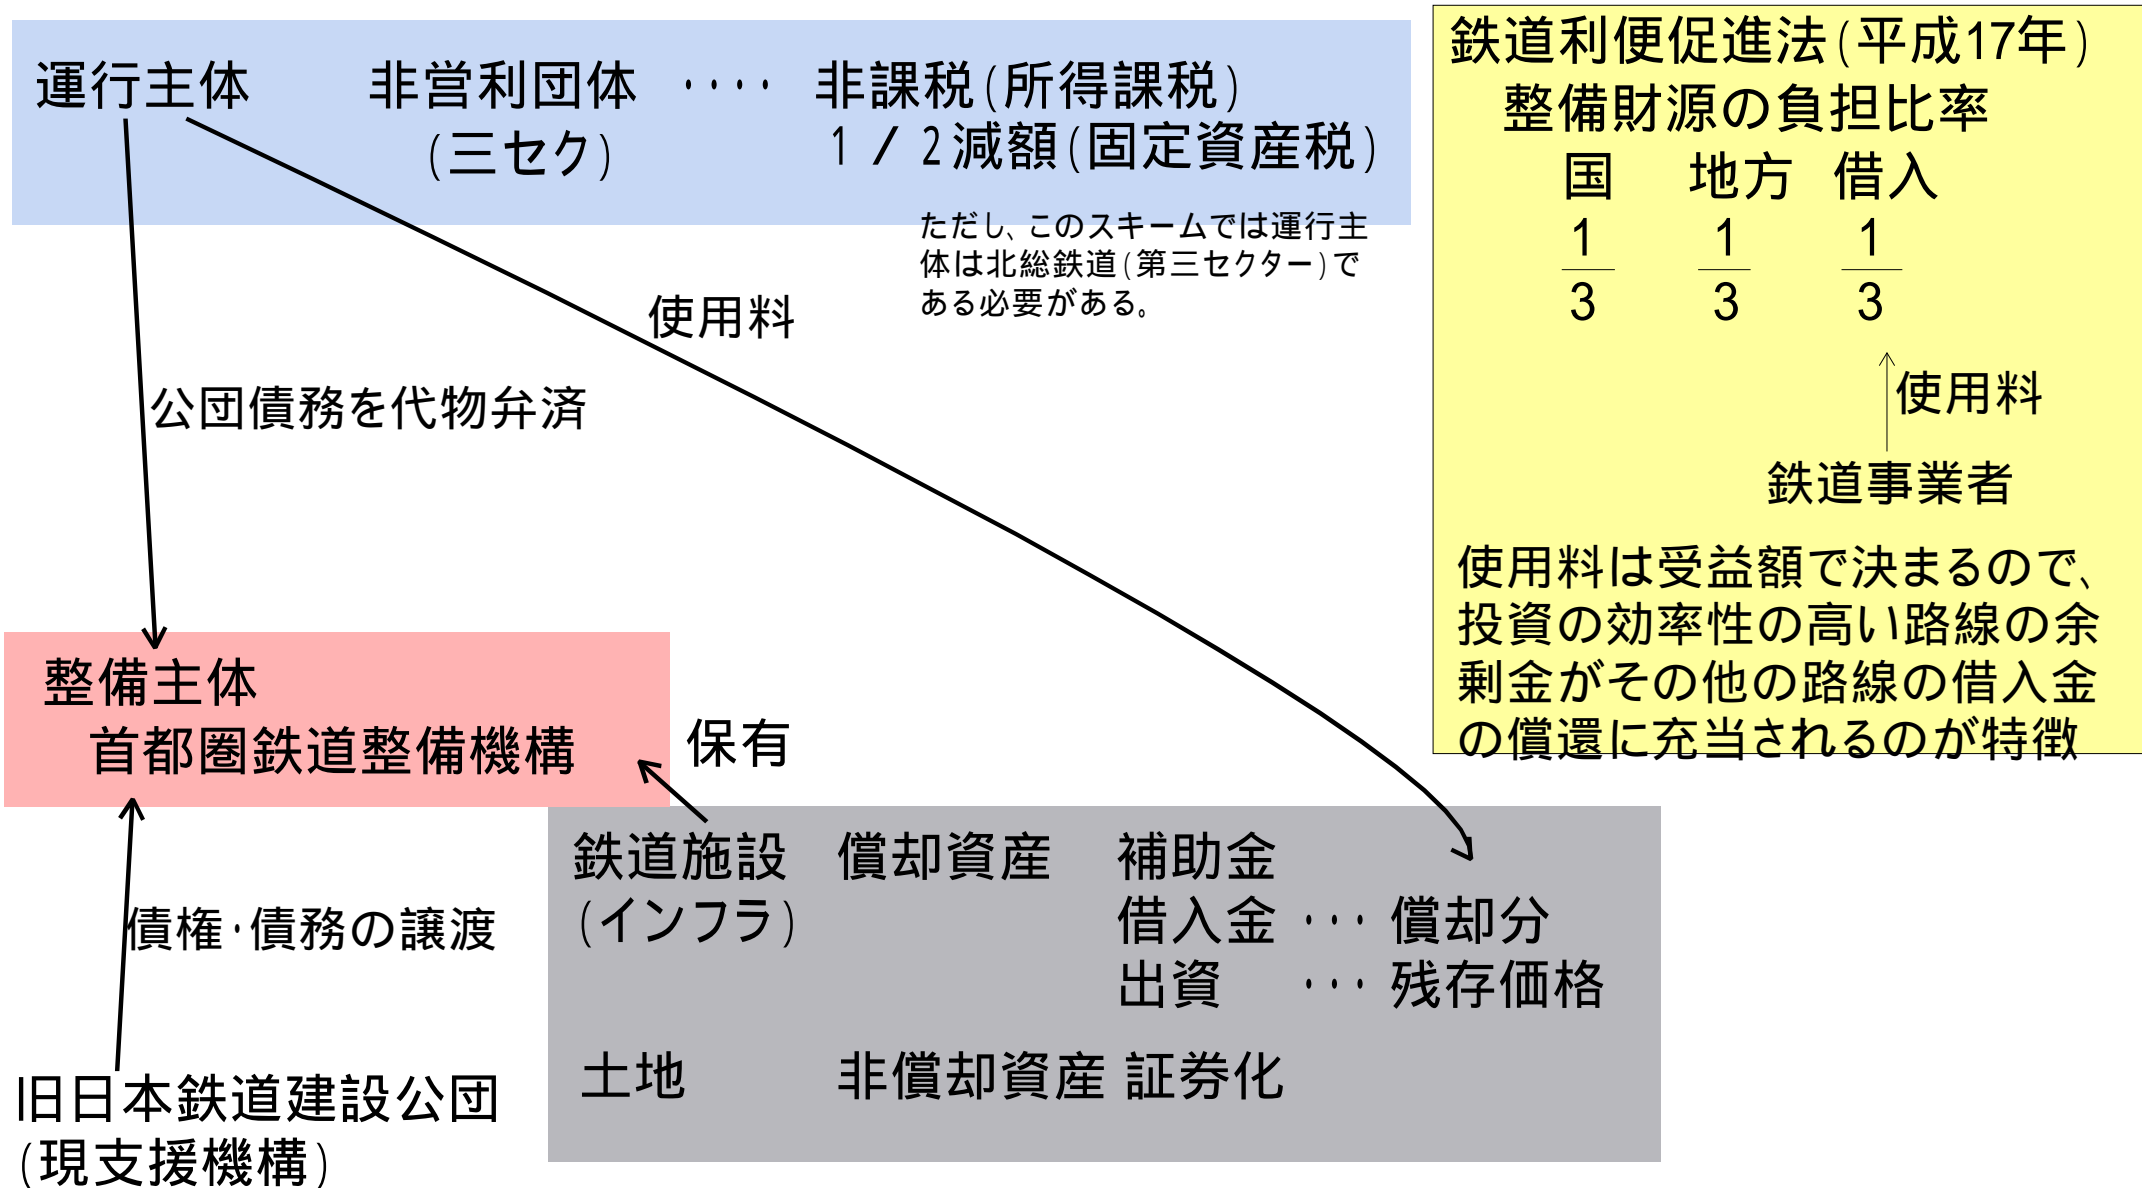 運行主体　非営利団体　････　非課税(所得課税)
(三セク)　1／2減額(固定資産税)
ただし、このスキームでは運行主
体は北総鉄道(第三セクター)で
ある必要がある。
使用料
公団債務を代物弁済
整備主体
首都圏鉄道整備機構
保有
鉄道施設　償却資産　補助金
(インフラ)　借入金　･･･　償却分
出資　･･･　残存価格
土地　非償却資産　証券化
債権・債務の譲渡
旧日本鉄道建設公団
(現支援機構)
鉄道利便促進法(平成17年)
整備財源の負担比率
国　地方　借入
1　1　1
3　3　3
使用料
鉄道事業者
使用料は受益額で決まるので、
投資の効率性の高い路線の余
剰金がその他の路線の借入金
の償還に充当されるのが特徴